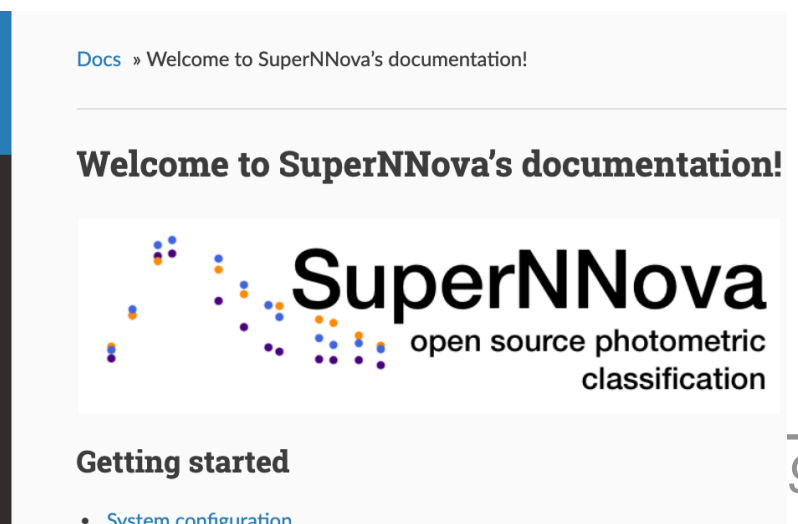 Docs » Welcome to SuperNNova's documentation!
Welcome to SuperNNova's documentation!
SuperNNova
open source photometric
classification
Getting started
• System configuration